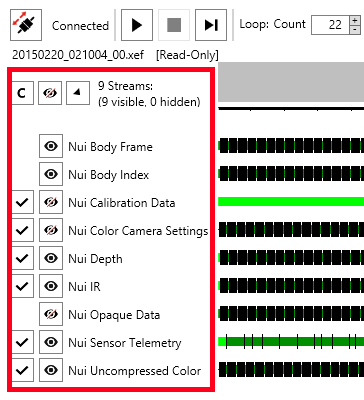 Connected
Loop: Count 22
20150220_021004_00.xef [Read-Only]
C
9 Streams:
(9 visible, 0 hidden)
Nui Body Frame
Nui Body Index
Nui Calibration Data
Nui Color Camera Settings
Nui Depth
Nui IR
Nui Opaque Data
Nui Sensor Telemetry
Nui Uncompressed Color